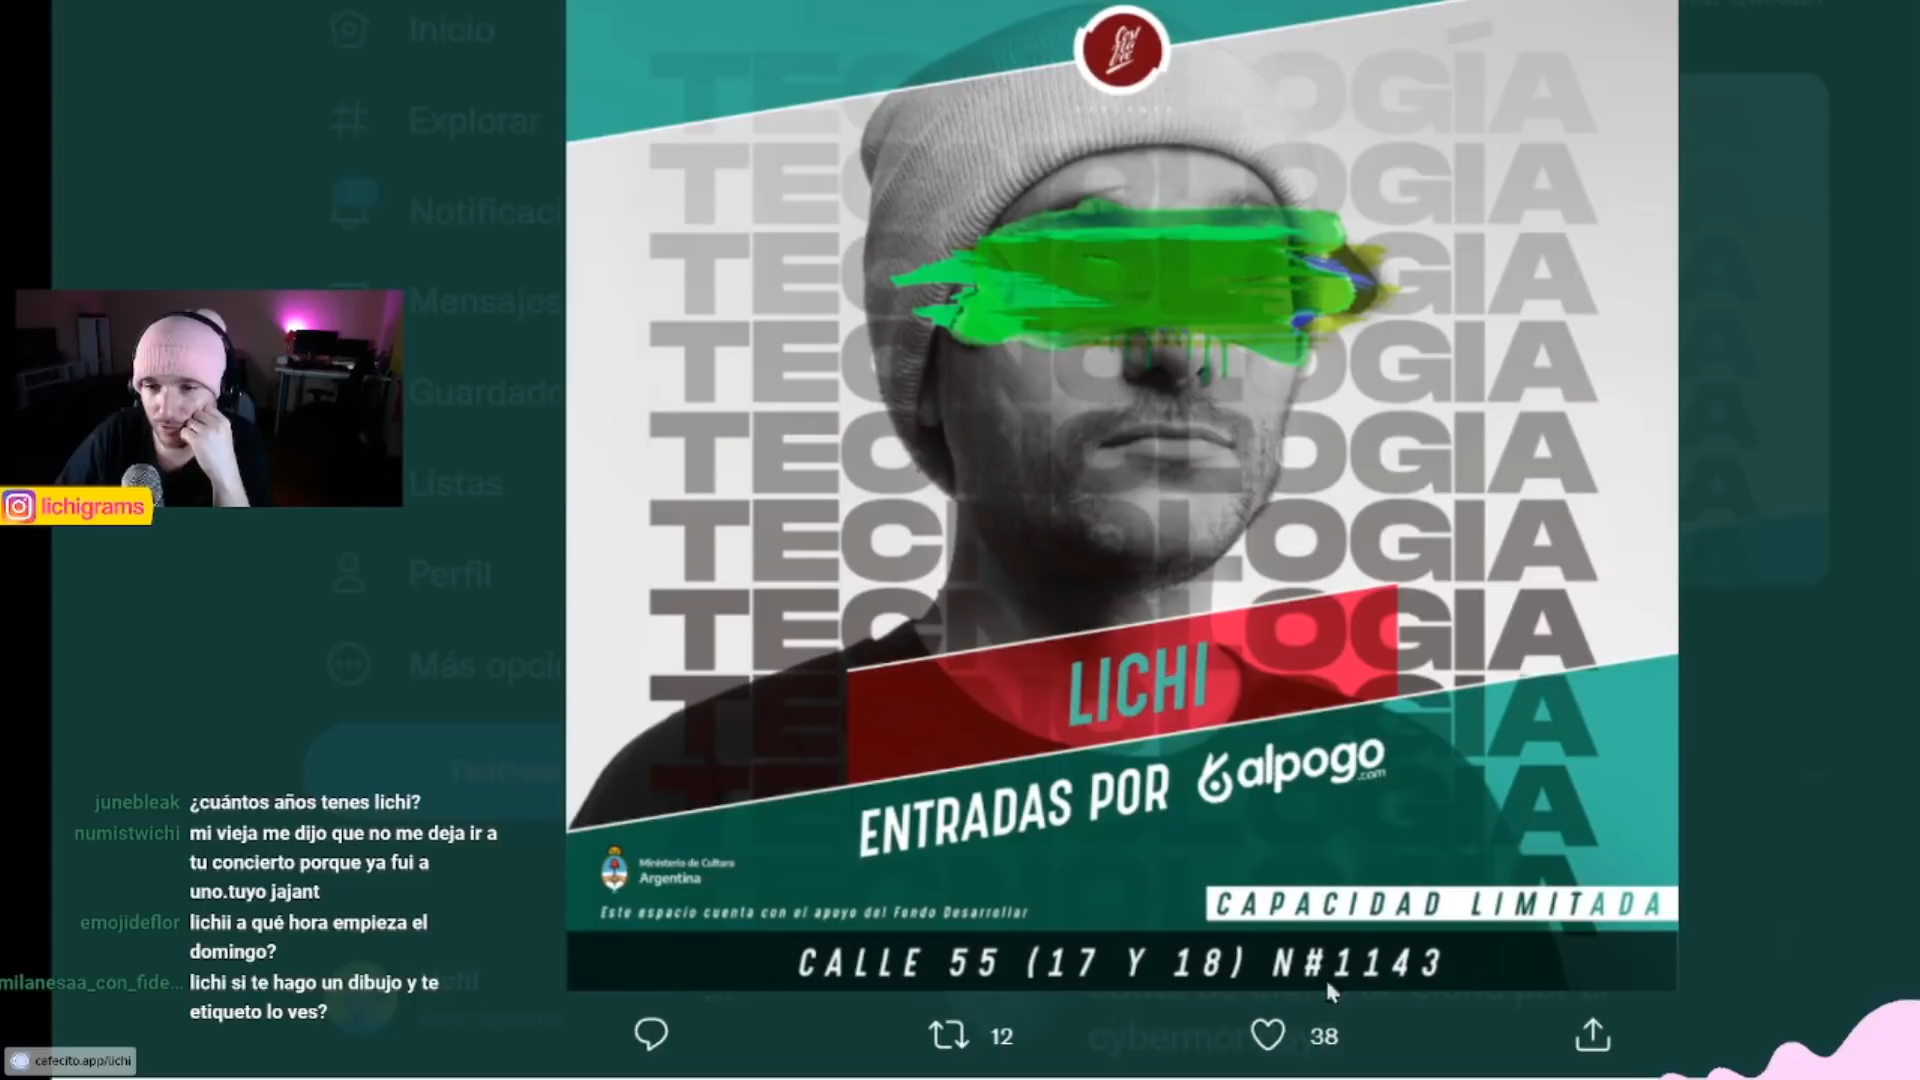 Inicio
Explorar
Notificaci
Mensajes
Guardado
Listas
Perfil
Más opci
TECNOLOGÍA
TECNOLOGIA
TECNOLOGIA
TECNOLOGIA
TECNOLOGIA
TECNOLOGIA
TECNOLOGIA
LICHI
ENTRADAS POR alpogo.com
Ministerio de Cultura
Argentina
Este espacio cuenta con el apoyo del Fondo Desarrollar
CAPACIDAD LIMITADA
CALLE 55 (17 Y 18) N#1143
12
38
lichigrams
junebleak ¿cuántos años tenes lichi?
numistwichi mi vieja me dijo que no me deja ir a
tu concierto porque ya fui a
uno.tuyo jajant
emojideflor lichii a qué hora empieza el
domingo?
milanesaa_con_fide... lichi si te hago un dibujo y te
etiqueto lo ves?
cafecito.app/lichi